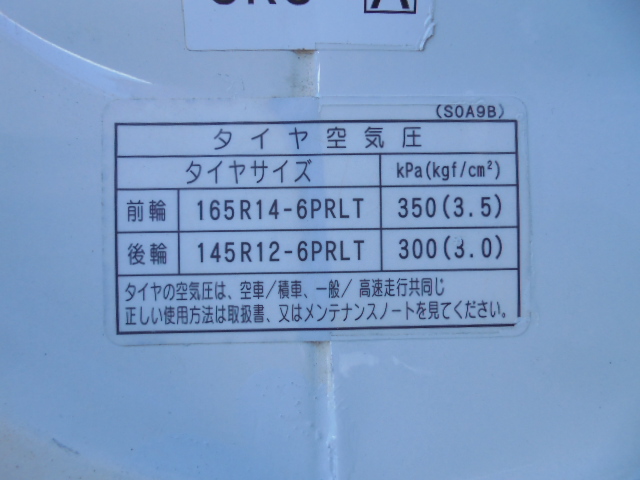 A
(S0A9B)
タイヤ空気圧
タイヤサイズ kPa(kgf/cm²)
前輪 165R14-6PRLT 350(3.5)
後輪 145R12-6PRLT 300(3.0)
タイヤの空気圧は、空車/積車、一般/高速走行共同じ
正しい使用方法は取扱書、又はメンテナンスノートを見てください。